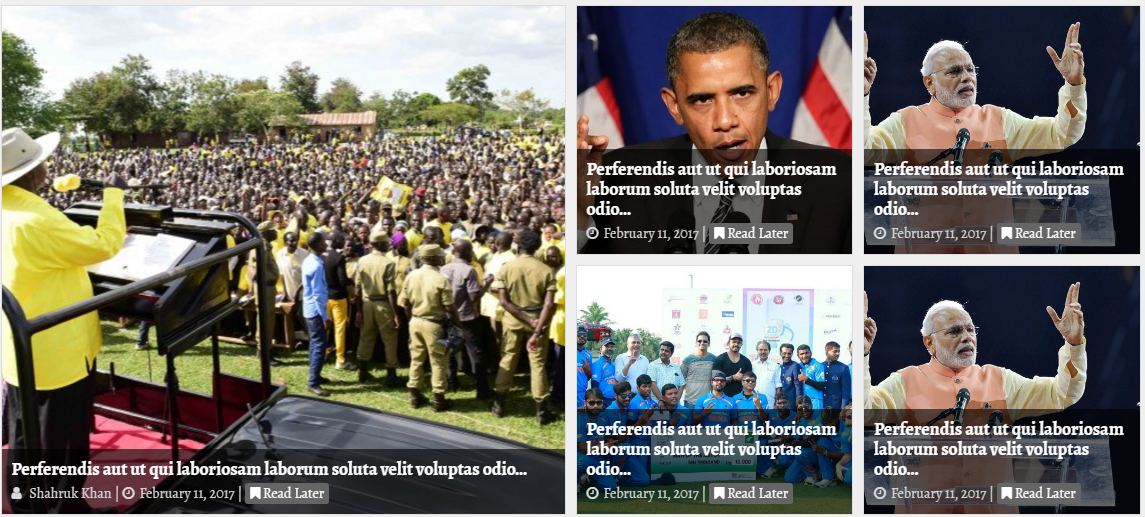 Perferendis aut ut qui laboriosam laborum soluta velit voluptas odio...
Shahruk Khan | February 11, 2017 | Read Later
Perferendis aut ut qui laboriosam
laborum soluta velit voluptas
odio...
February 11, 2017 | Read Later
Perferendis aut ut qui laboriosam
laborum soluta velit voluptas
odio...
February 11, 2017 | Read Later
Perferendis aut ut qui laboriosam
laborum soluta velit voluptas
odio...
February 11, 2017 | Read Later
Perferendis aut ut qui laboriosam
laborum soluta velit voluptas
odio...
February 11, 2017 | Read Later